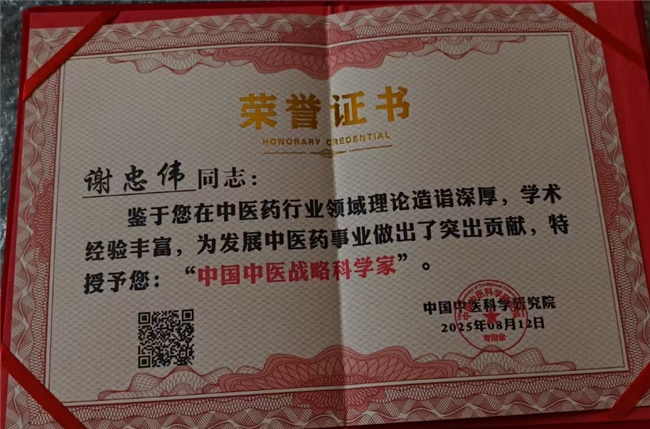 荣誉证书
HONORARY CREDENTIAL
谢忠伟同志：
鉴于您在中医药行业领域理论造诣深厚，学术
经验丰富，为发展中医药事业做出了突出贡献，特
授予您：“中国中医战略科学家”。
中国中医科学研究院
2025年08月12日
专用章